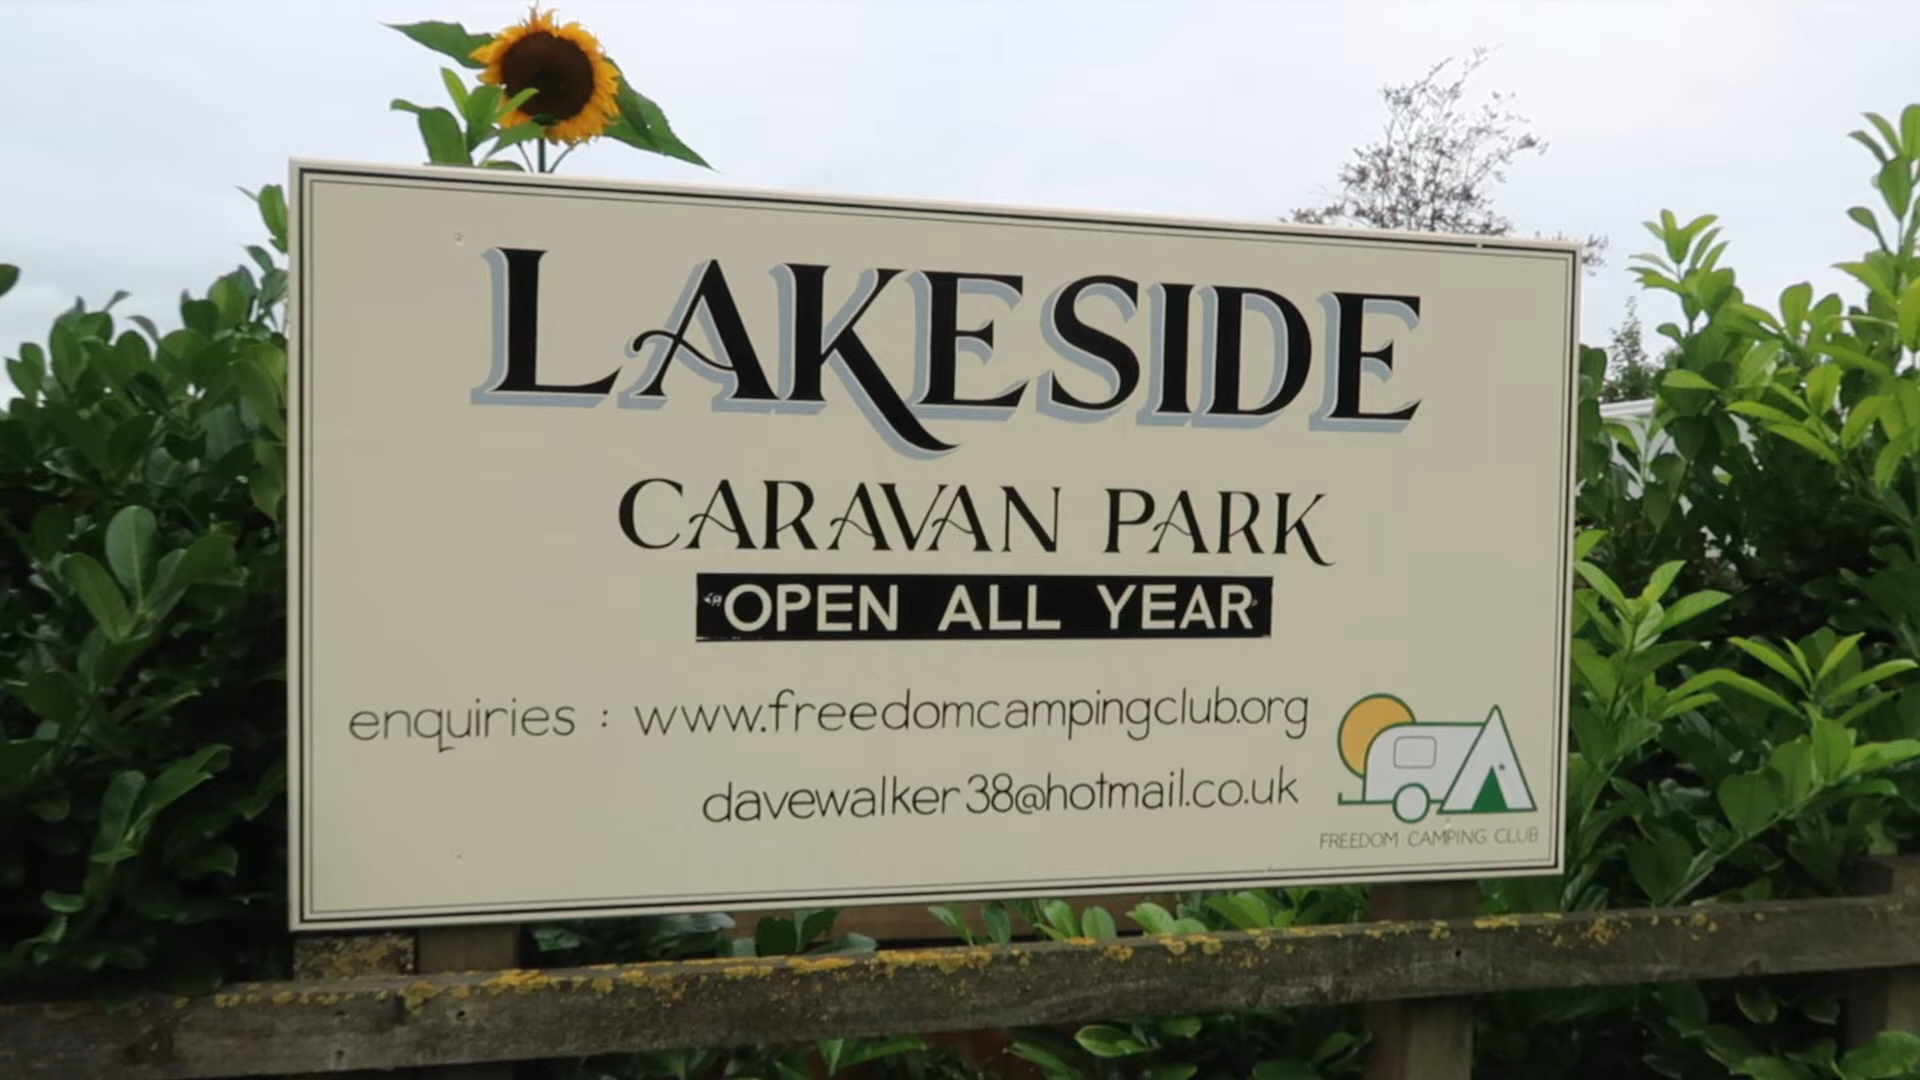 LAKESIDE
CARAVAN PARK
OPEN ALL YEAR
enquiries : www.freedomcampingclub.org
davewalker38@hotmail.co.uk
FREEDOM CAMPING CLUB